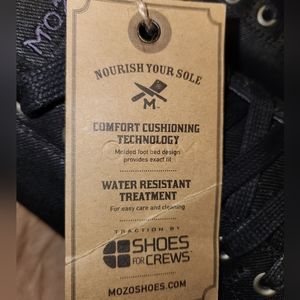 MOZO
NOURISH YOUR SOLE
M
COMFORT CUSHIONING
TECHNOLOGY
Molded foot bed design
provides exact fit
WATER RESISTANT
TREATMENT
For easy care and cleaning
TRACTION BY
SHOES
FOR CREWS
MOZOSHOES.COM